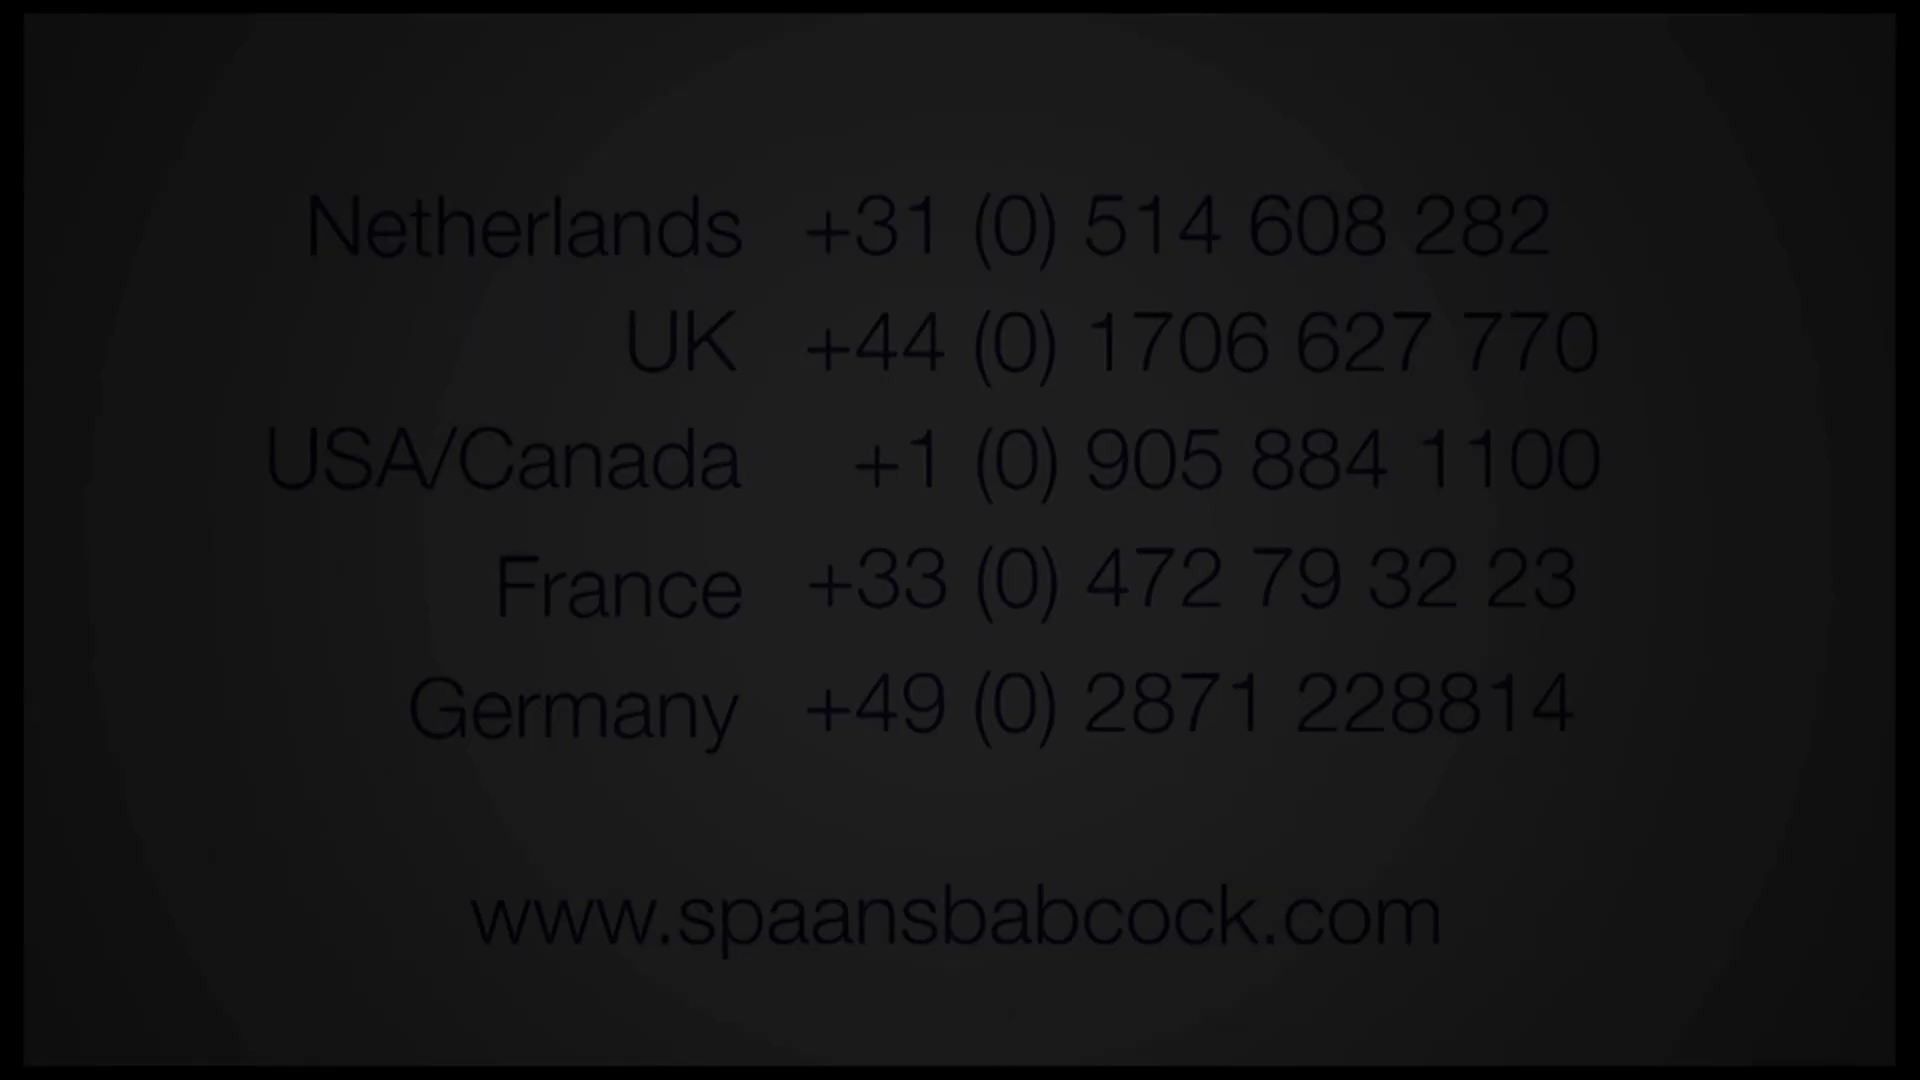 Netherlands +31 (0) 514 608 282
UK +44 (0) 1706 627 770
USA/Canada +1 (0) 905 884 1100
France +33 (0) 472 79 32 23
Germany +49 (0) 2871 228814
www.spaansbabcock.com